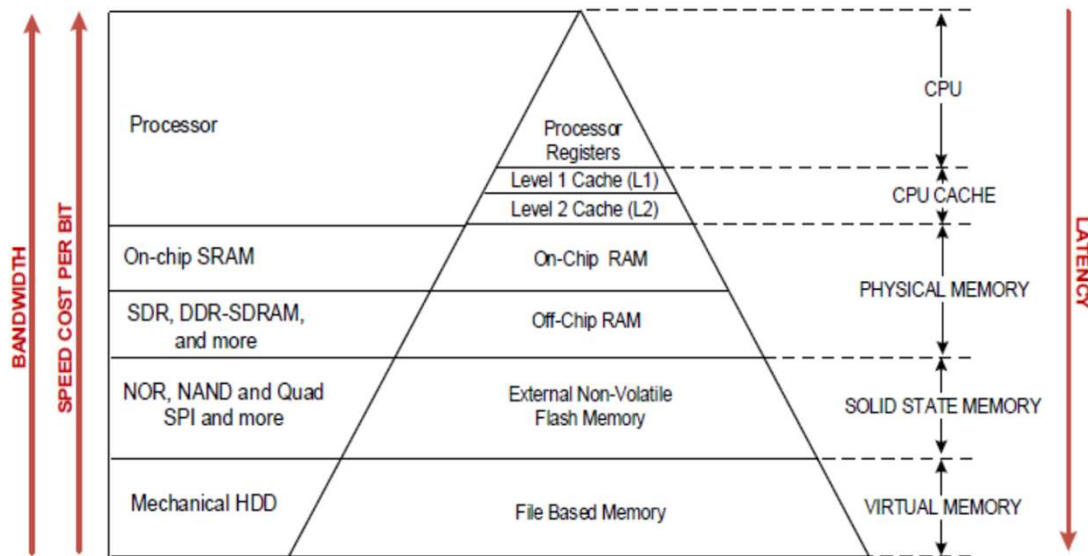 BANDWIDTH
SPEED COST PER BIT
Processor
Processor
Registers
Level 1 Cache (L1)
Level 2 Cache (L2)
CPU
CPU CACHE
On-chip SRAM
On-Chip RAM
SDR, DDR-SDRAM,
and more
Off-Chip RAM
PHYSICAL MEMORY
NOR, NAND and Quad
SPI and more
External Non-Volatile
Flash Memory
SOLID STATE MEMORY
Mechanical HDD
File Based Memory
VIRTUAL MEMORY
LATENCY